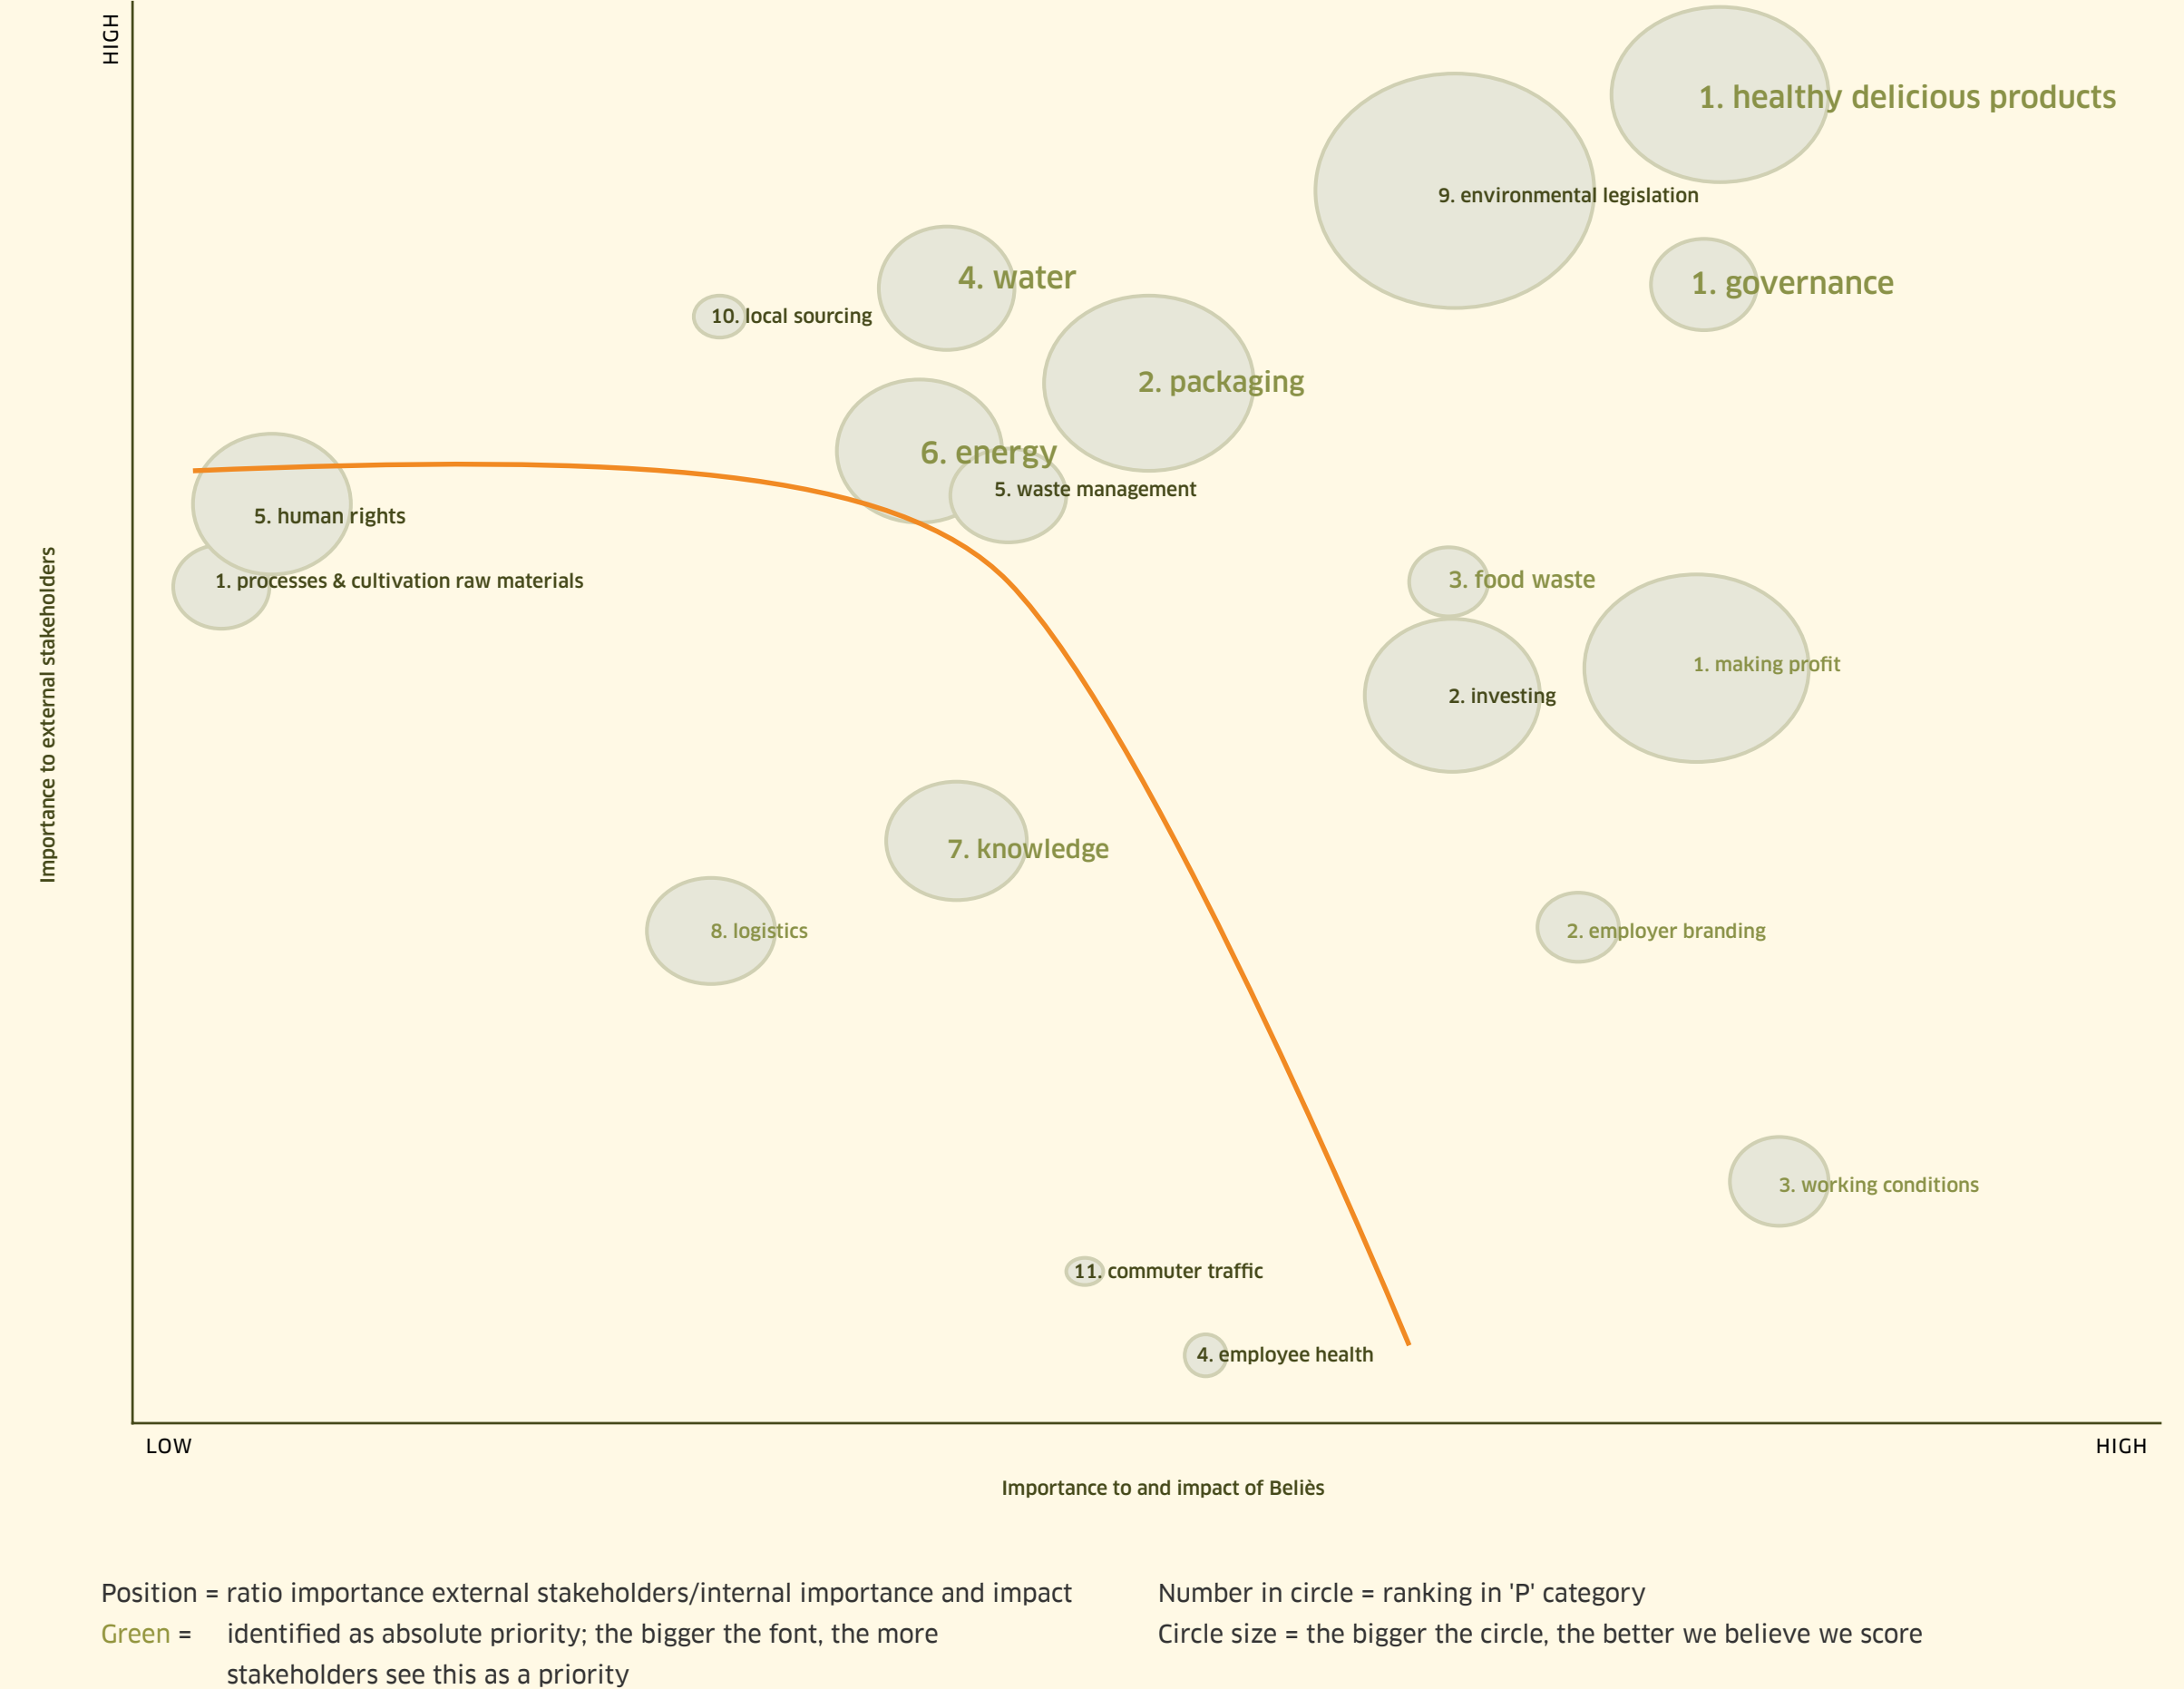 HIGH
1. healthy delicious products
9. environmental legislation
4. water
1. governance
10. local sourcing
2. packaging
6. energy
5. waste management
5. human rights
1. processes & cultivation raw materials
3. food waste
1. making profit
2. investing
Importance to external stakeholders
7. knowledge
8. logistics
2. employer branding
3. working conditions
11. commuter traffic
4. employee health
LOW
HIGH
Importance to and impact of Beliès
Position = ratio importance external stakeholders/internal importance and impact
Green = identified as absolute priority; the bigger the font, the more
stakeholders see this as a priority
Number in circle = ranking in 'P' category
Circle size = the bigger the circle, the better we believe we score